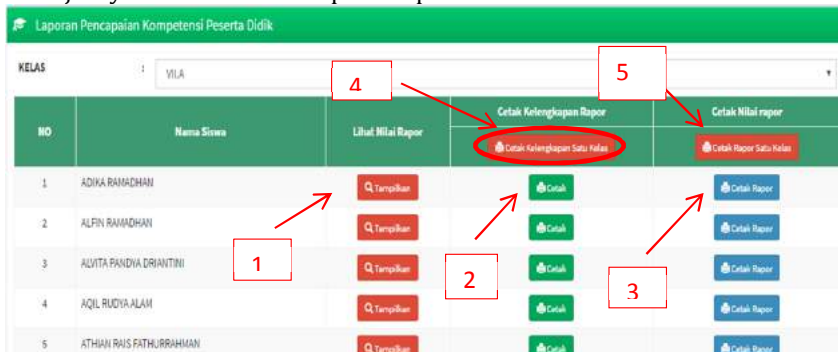 Laporan Pencapaian Kompetensi Peserta Didik
KELAS : VII.A
4
5
NO Nama Siswa Lihat Nilai Rapor Cetak Kelengkapan Rapor Cetak Nilai rapor
Cetak Kelengkapan Satu Kelas Cetak Rapor Satu Kelas
1 ADIKA RAMADHAN Tampilkan Cetak Cetak Rapor
2 ALFIN RAMADHAN Tampilkan Cetak Cetak Rapor
1
2
3
3 ALVITA PANDYA DRIANTINI Tampilkan Cetak Cetak Rapor
4 AQIL RUDYA ALAM Tampilkan Cetak Cetak Rapor
5 ATHIAN RAIS FATHURRAHMAN Tampilkan Cetak Cetak Rapor